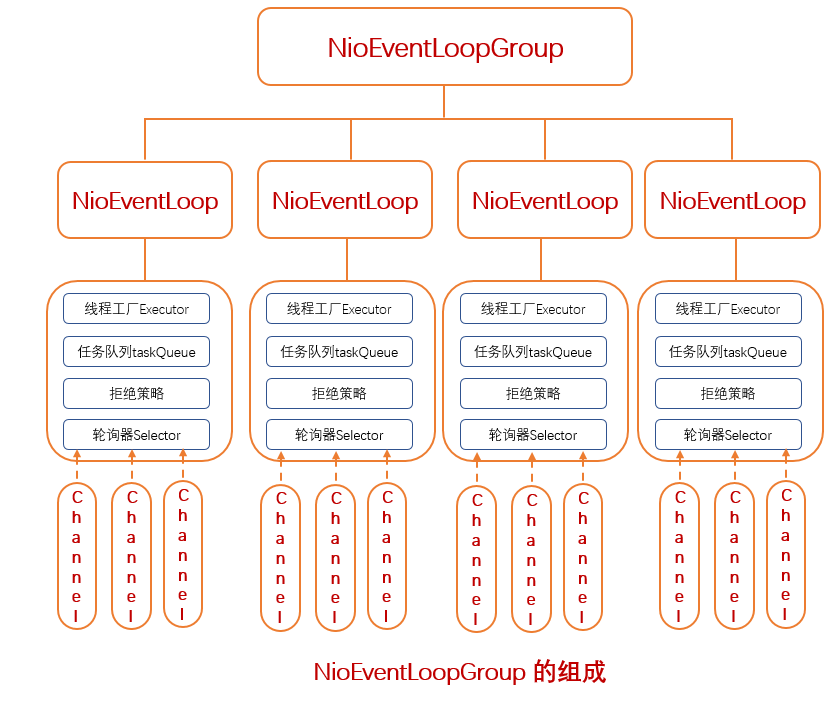 NioEventLoopGroup
NioEventLoop
NioEventLoop
NioEventLoop
NioEventLoop
线程工厂Executor
任务队列taskQueue
拒绝策略
轮询器Selector
线程工厂Executor
任务队列taskQueue
拒绝策略
轮询器Selector
线程工厂Executor
任务队列taskQueue
拒绝策略
轮询器Selector
线程工厂Executor
任务队列taskQueue
拒绝策略
轮询器Selector
Channel
Channel
Channel
Channel
Channel
Channel
Channel
Channel
Channel
Channel
Channel
Channel
NioEventLoopGroup 的组成